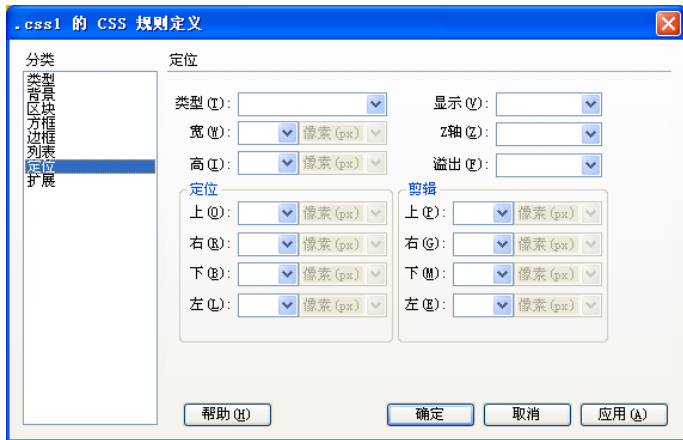 .css1 的 CSS 规则定义
分类
类型
背景
区块
方框
边框
列表
定位
扩展
定位
类型(T): 显示(V):
宽(W): 像素(px) Z轴(Z):
高(I): 像素(px) 溢出(F):
定位 剪辑
上(O): 像素(px) 上(P): 像素(px)
右(R): 像素(px) 右(G): 像素(px)
下(B): 像素(px) 下(M): 像素(px)
左(L): 像素(px) 左(E): 像素(px)
帮助(H) 确定 取消 应用(A)